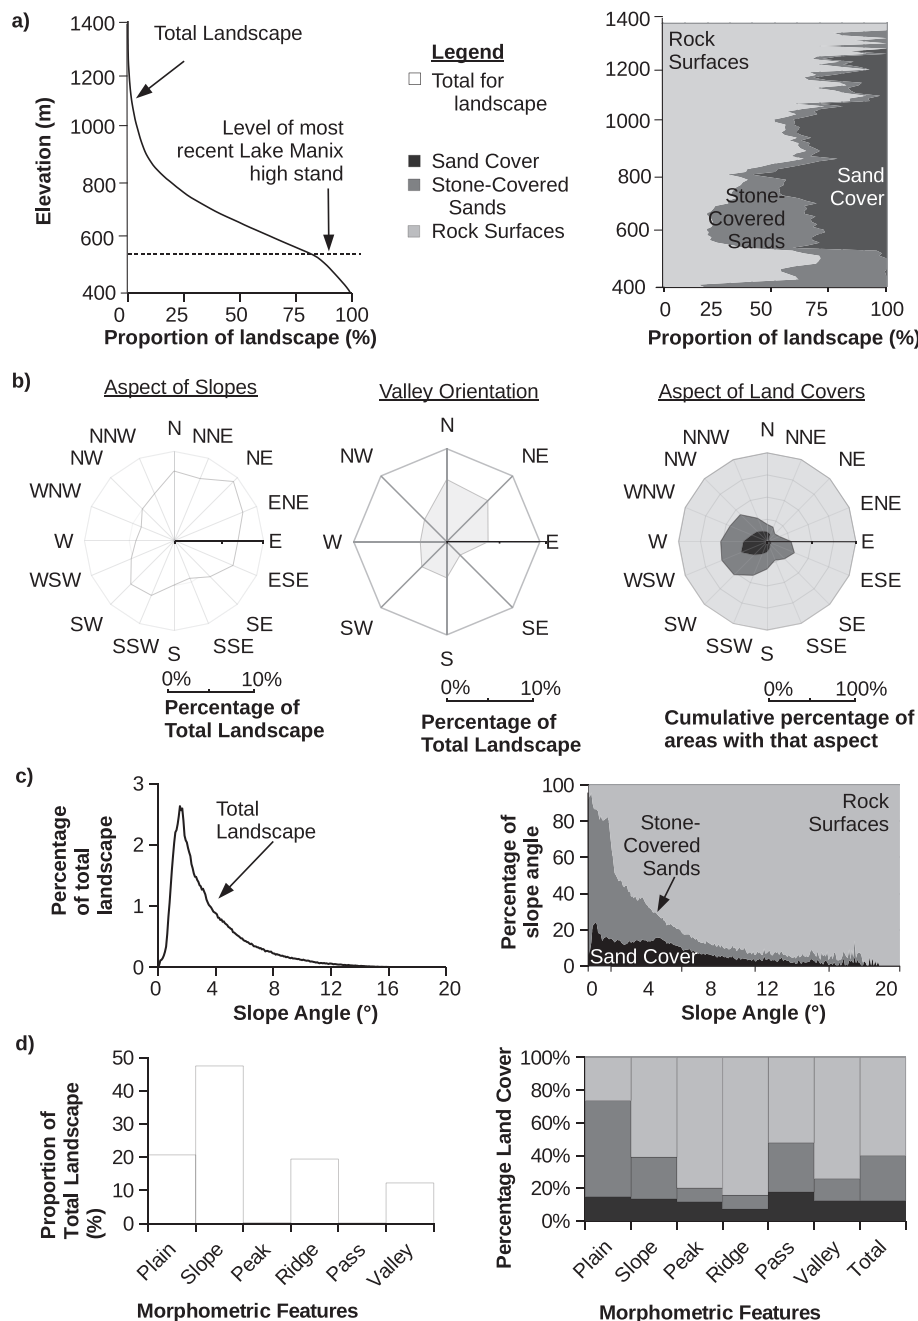 a)
1400
1200
1000
800
600
400
Elevation (m)
Total Landscape
Level of most
recent Lake Manix
high stand
0
25
50
75
100
Proportion of landscape (%)
Legend
Total for
landscape
Sand Cover
Stone-Covered
Sands
Rock Surfaces
1400
1200
1000
800
600
400
Rock
Surfaces
Sand
Cover
Stone-
Covered
Sands
0
25
50
75
100
Proportion of landscape (%)
b)
Aspect of Slopes
N
NNE
NE
ENE
E
ESE
SE
SSE
S
SSW
SW
WSW
W
WNW
NW
NNW
0%
10%
Percentage of
Total Landscape
Valley Orientation
N
NE
E
SE
S
SW
W
NW
0%
10%
Percentage of
Total Landscape
Aspect of Land Covers
N
NNE
NE
ENE
E
ESE
SE
SSE
S
SSW
SW
WSW
W
WNW
NW
NNW
0%
100%
Cumulative percentage of
areas with that aspect
c)
Percentage
of total
landscape
3
2
1
0
Total
Landscape
0
4
8
12
16
20
Slope Angle (°)
Percentage of
slope angle
100
80
60
40
20
0
Rock
Surfaces
Stone-
Covered
Sands
Sand Cover
0
4
8
12
16
20
Slope Angle (°)
d)
Proportion of
Total Landscape
(%)
50
40
30
20
10
0
Plain
Slope
Peak
Ridge
Pass
Valley
Morphometric Features
Percentage Land Cover
100%
80%
60%
40%
20%
0%
Plain
Slope
Peak
Ridge
Pass
Valley
Total
Morphometric Features